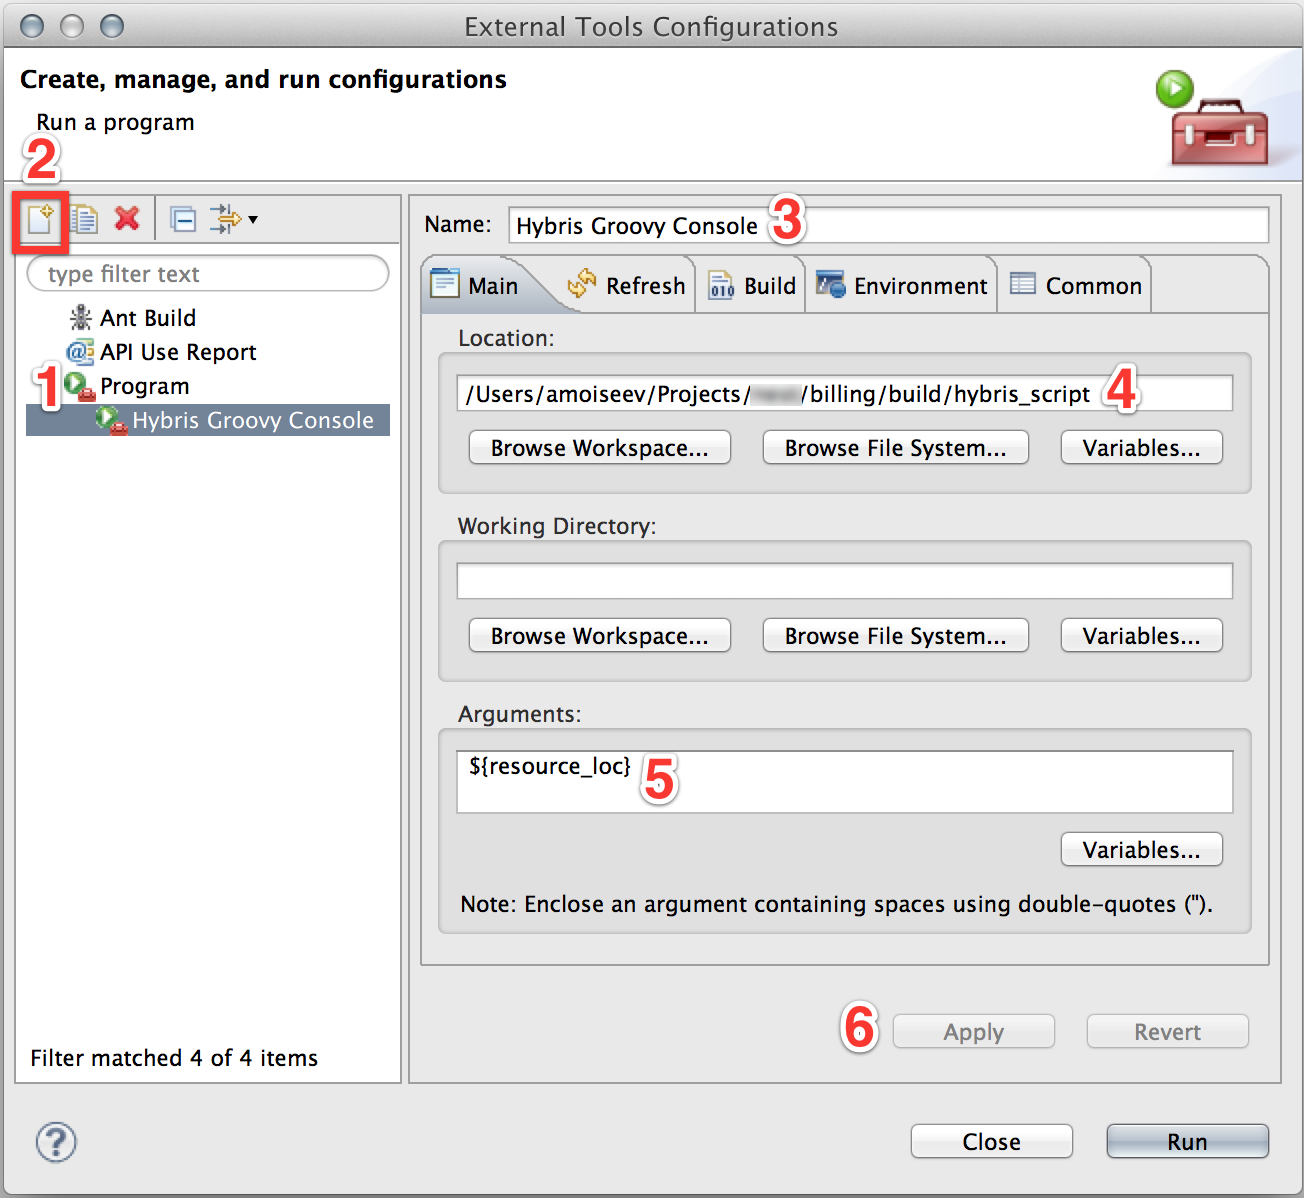 External Tools Configurations
Create, manage, and run configurations
Run a program
2
type filter text
Ant Build
API Use Report
1 Program
Hybris Groovy Console
Filter matched 4 of 4 items
Name: Hybris Groovy Console 3
Main Refresh Build Environment Common
Location:
/Users/amoiseev/Projects/ /billing/build/hybris_script 4
Browse Workspace... Browse File System... Variables...
Working Directory:
Browse Workspace... Browse File System... Variables...
Arguments:
${resource_loc} 5
Variables...
Note: Enclose an argument containing spaces using double-quotes (").
6 Apply Revert
? Close Run